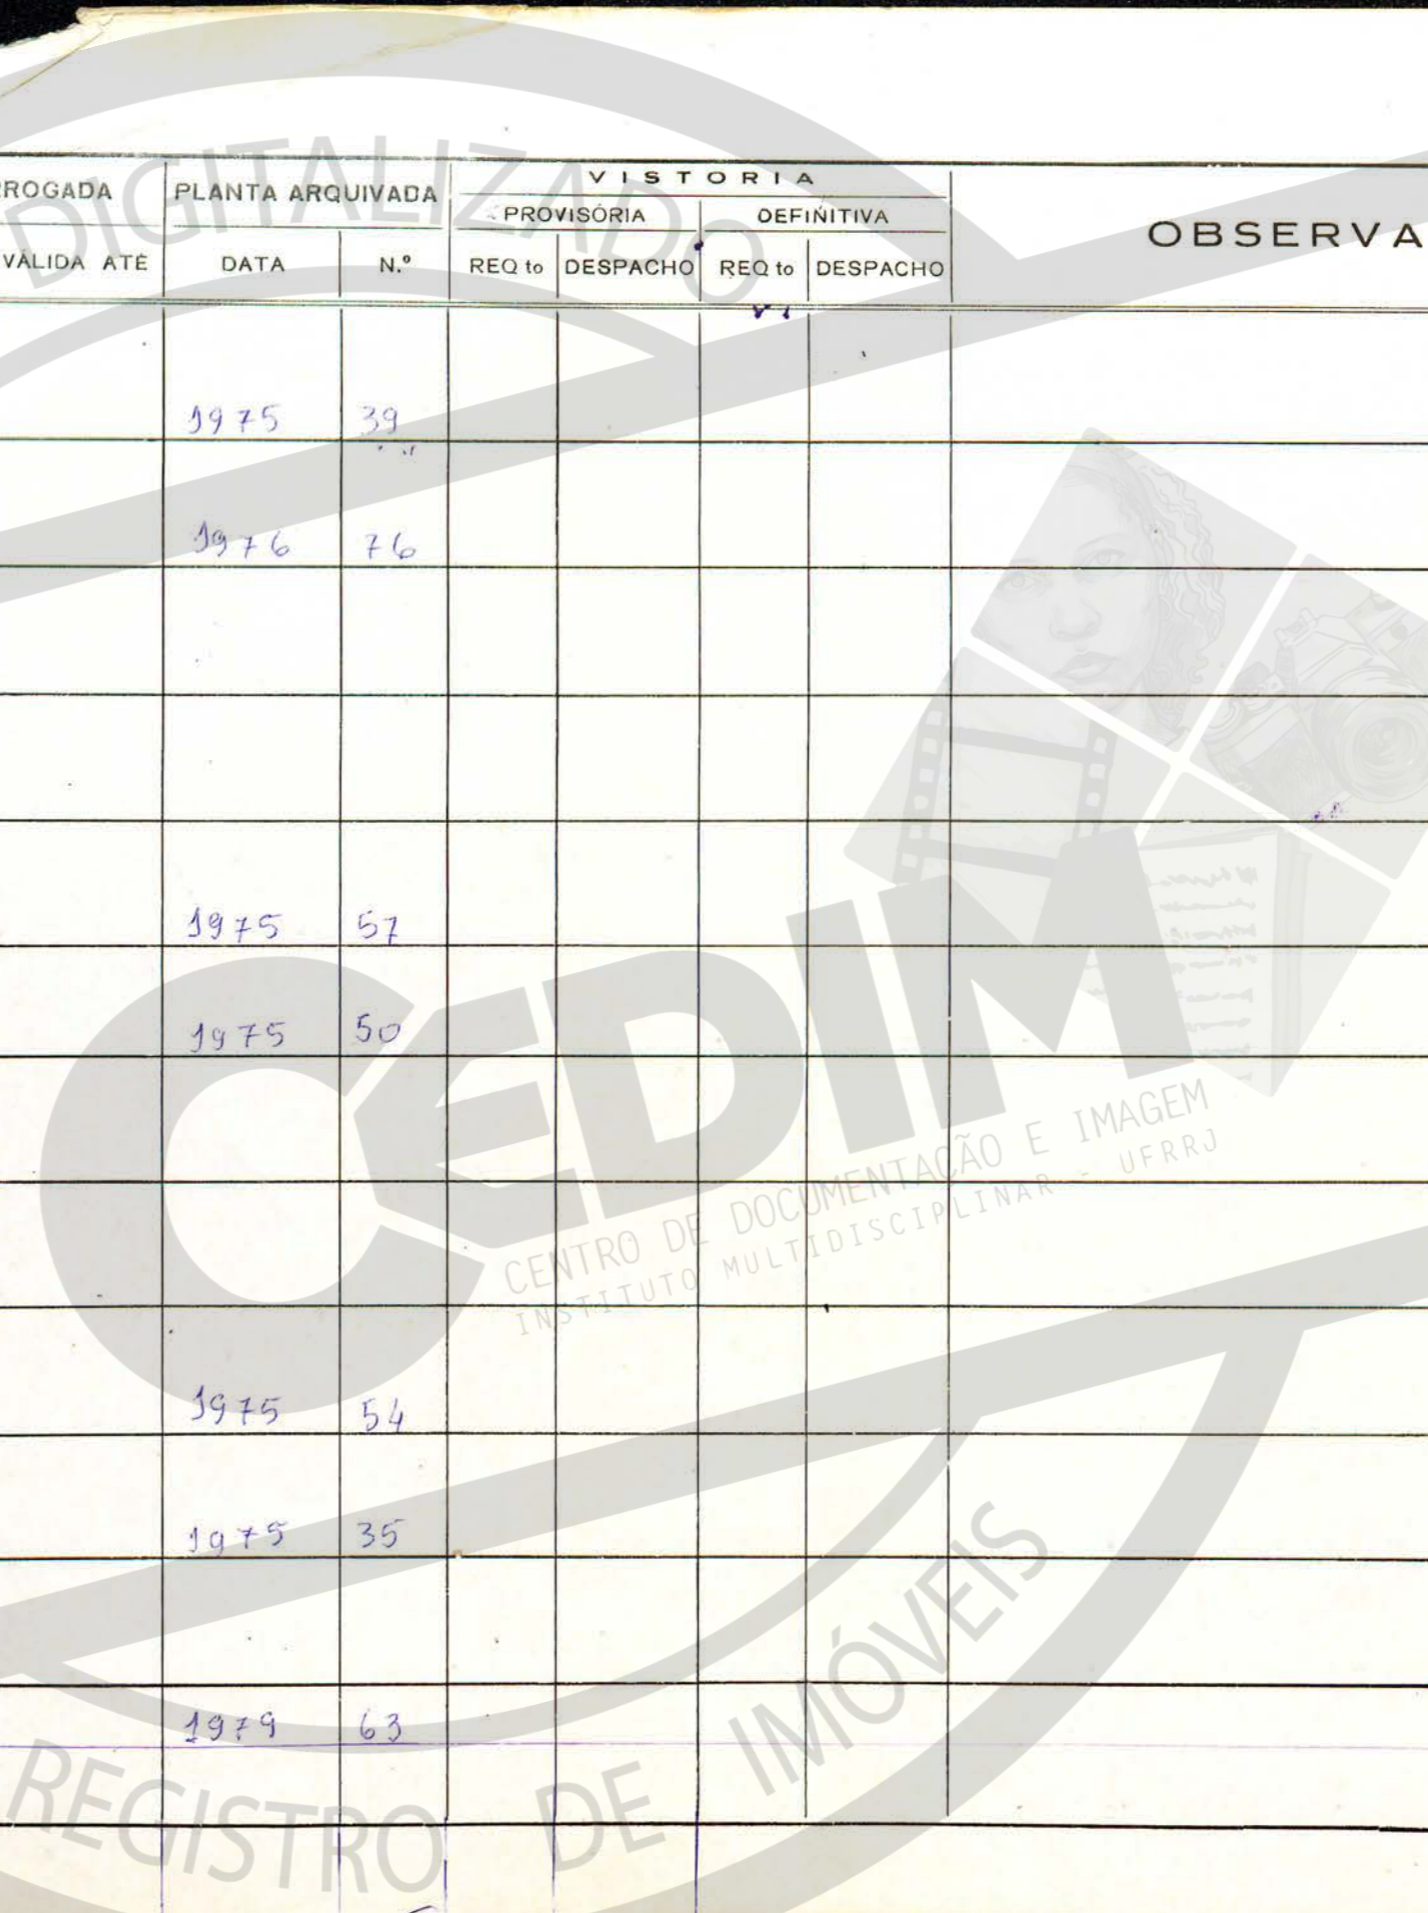 VISTORIA
ROGADA PLANTA ARQUIVADA PROVISÓRIA DEFINITIVA OBSERVA
VÁLIDA ATÉ DATA N.º REQ to DESPACHO REQ to DESPACHO
1975 39
1976 76
1975 57
1975 50
1975 54
1975 35
1979 63
DIGITALIZADO
CEDIM
CENTRO DE DOCUMENTAÇÃO E IMAGEM
INSTITUTO MULTIDISCIPLINAR - UFRRJ
REGISTRO DE IMÓVEIS